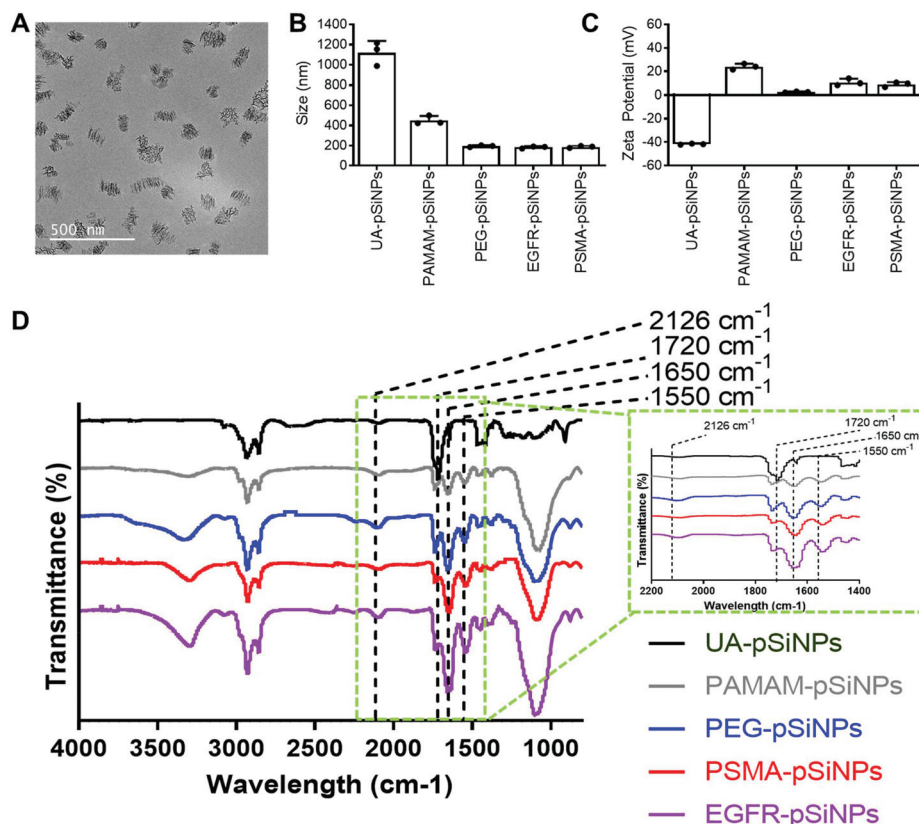 A
500 nm
B
Size (nm)
1400
1200
1000
800
600
400
200
0
UA-pSiNPs
PAMAM-pSiNPs
PEG-pSiNPs
EGFR-pSiNPs
PSMA-pSiNPs
C
Zeta Potential (mV)
60
40
20
0
-20
-40
-60
UA-pSiNPs
PAMAM-pSiNPs
PEG-pSiNPs
EGFR-pSiNPs
PSMA-pSiNPs
D
2126 cm-1
1720 cm-1
1650 cm-1
1550 cm-1
Transmittance (%)
4000 3500 3000 2500 2000 1500 1000
Wavelength (cm-1)
2126 cm-1
1720 cm-1
1650 cm-1
1550 cm-1
Transmittance (%)
2200 2000 1800 1600 1400
Wavelength (cm-1)
UA-pSiNPs
PAMAM-pSiNPs
PEG-pSiNPs
PSMA-pSiNPs
EGFR-pSiNPs